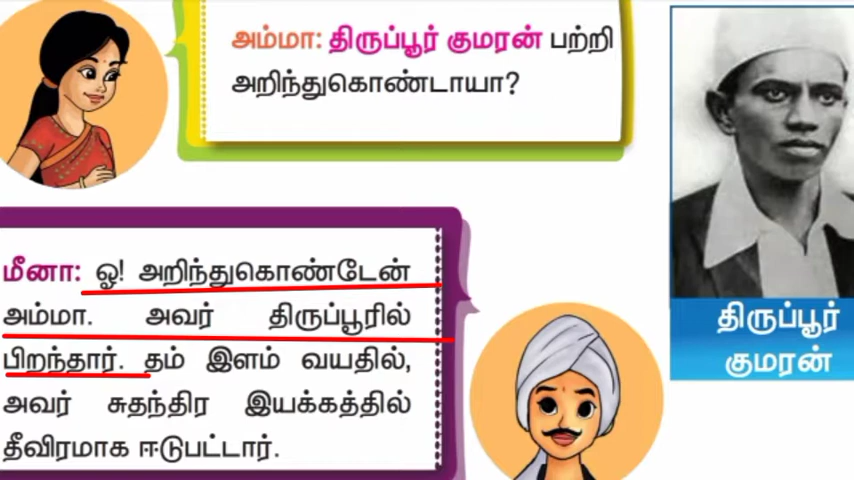 அம்மா: திருப்பூர் குமரன் பற்றி
அறிந்துகொண்டாயா?
மீனா: ஓ! அறிந்துகொண்டேன்
அம்மா. அவர் திருப்பூரில்
பிறந்தார். தம் இளம் வயதில்,
அவர் சுதந்திர இயக்கத்தில்
தீவிரமாக ஈடுபட்டார்.
திருப்பூர்
குமரன்